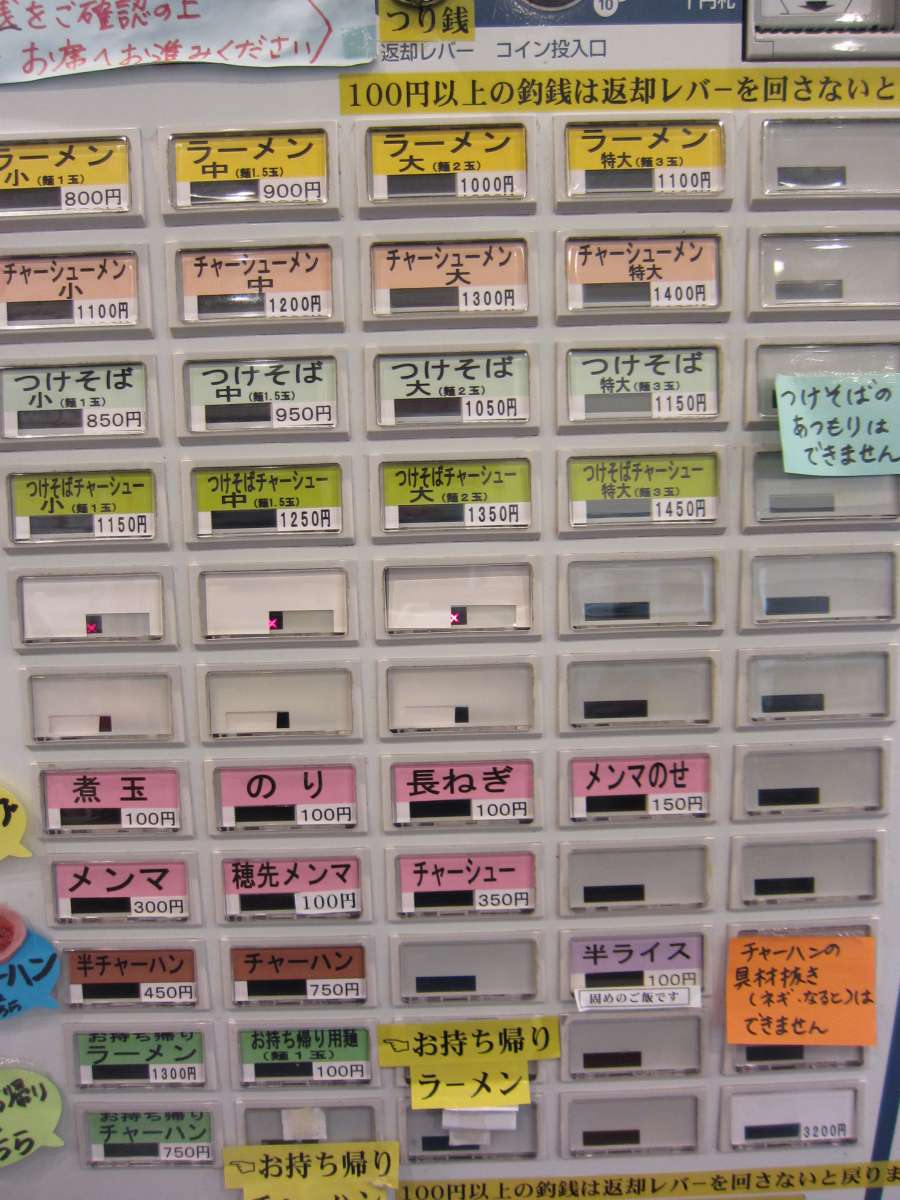 をご確認の上
お席へお進みください
つり銭
返却レバー コイン投入口
10
100円以上の釣銭は返却レバーを回さないと
ラーメン
小(麺1玉)
800円
ラーメン
中(麺1.5玉)
900円
ラーメン
大(麺2玉)
1000円
ラーメン
特大(麺3玉)
1100円
チャーシューメン
小
1100円
チャーシューメン
中
1200円
チャーシューメン
大
1300円
チャーシューメン
特大
1400円
つけそば
小(麺1玉)
850円
つけそば
中(麺1.5玉)
950円
つけそば
大(麺2玉)
1050円
つけそば
特大(麺3玉)
1150円
つけそばの
あつもりは
できません
つけそばチャーシュー
小(麺1玉)
1150円
つけそばチャーシュー
中(麺1.5玉)
1250円
つけそばチャーシュー
大(麺2玉)
1350円
つけそばチャーシュー
特大(麺3玉)
1450円
煮玉
100円
のり
100円
長ねぎ
100円
メンマのせ
150円
メンマ
300円
穂先メンマ
100円
チャーシュー
350円
半チャーハン
450円
チャーハン
750円
半ライス
100円
固めのご飯です
チャーハンの
具材抜き
(ネギ・なると)は
できません
お持ち帰り
ラーメン
1300円
お持ち帰り用麺
(麺1玉)
100円
☜お持ち帰り
ラーメン
お持ち帰り
チャーハン
750円
☜お持ち帰り
チャーハン
3200円
100円以上の釣銭は返却レバーを回さないと戻りま